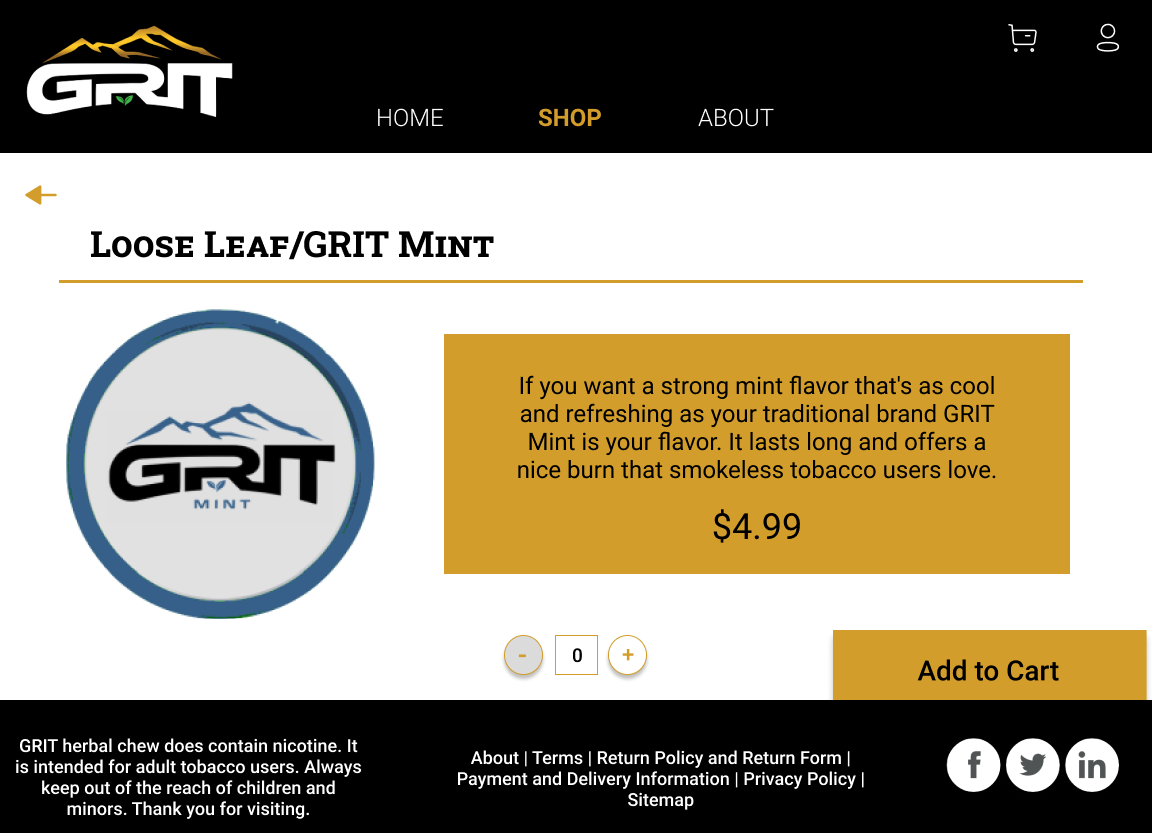 GRIT
HOME
SHOP
ABOUT
Loose Leaf/GRIT Mint
GRIT
MINT
If you want a strong mint flavor that's as cool
and refreshing as your traditional brand GRIT
Mint is your flavor. It lasts long and offers a
nice burn that smokeless tobacco users love.
$4.99
- 0 +
Add to Cart
GRIT herbal chew does contain nicotine. It
is intended for adult tobacco users. Always
keep out of the reach of children and
minors. Thank you for visiting.
About | Terms | Return Policy and Return Form |
Payment and Delivery Information | Privacy Policy |
Sitemap
f
in